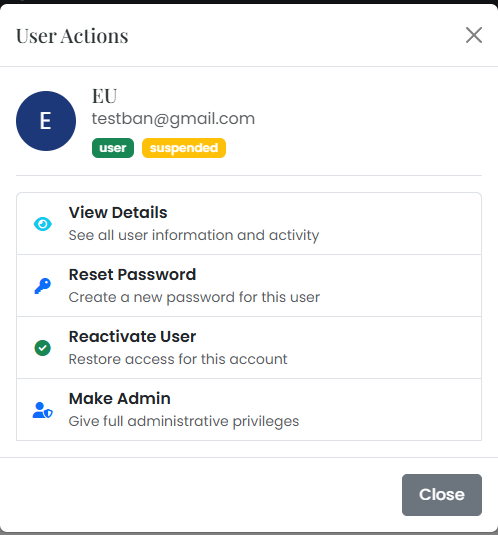 User Actions
E
EU
testban@gmail.com
user suspended
View Details
See all user information and activity
Reset Password
Create a new password for this user
Reactivate User
Restore access for this account
Make Admin
Give full administrative privileges
Close